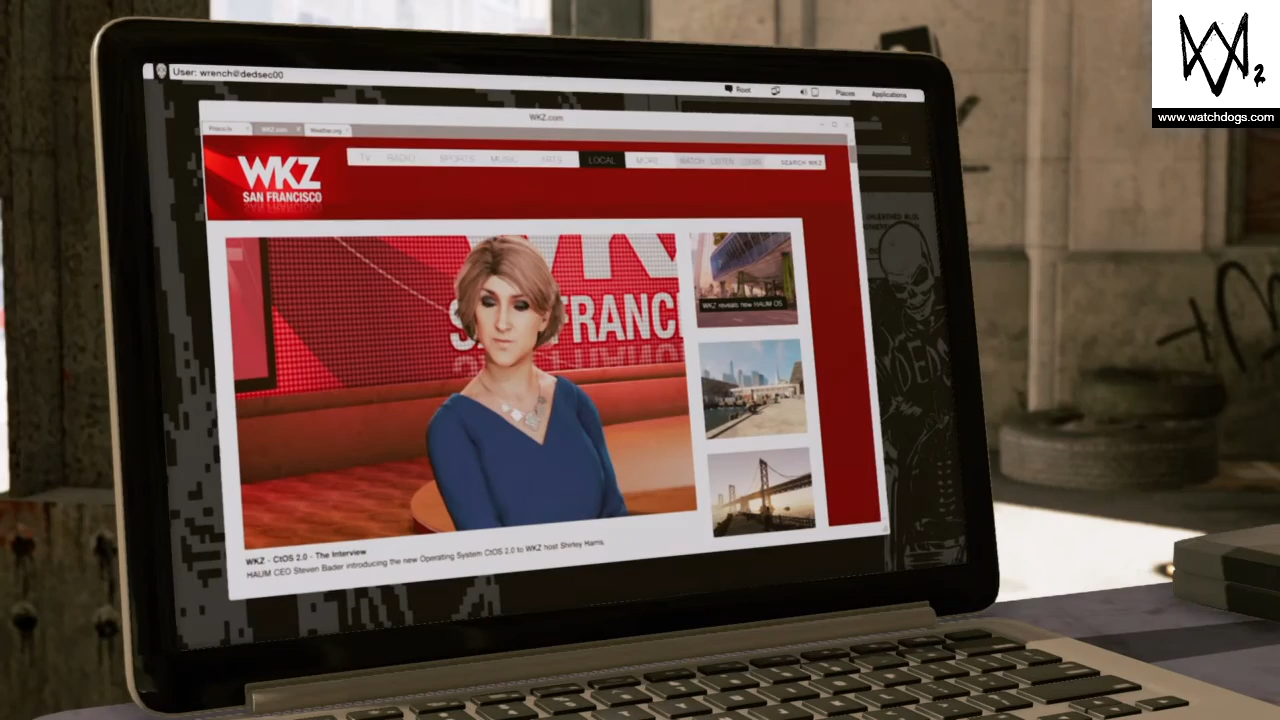 2
www.watchdogs.com
User: wrench@dedsec00
Root
Places
Applications
WKZ.com
WKZ.com
Weather.org
WKZ
SAN FRANCISCO
TV RADIO SPORTS MUSIC ARTS LOCAL MORE WATCH LISTEN SEARCH WKZ
WKZ
FRANC
WKZ reveals new HAUM OS
WKZ - CtOS 2.0 - The Interview
HAUM CEO Steven Bader introducing the new Operating System CtOS 2.0 to WKZ host Shirley Harris.
DEDS